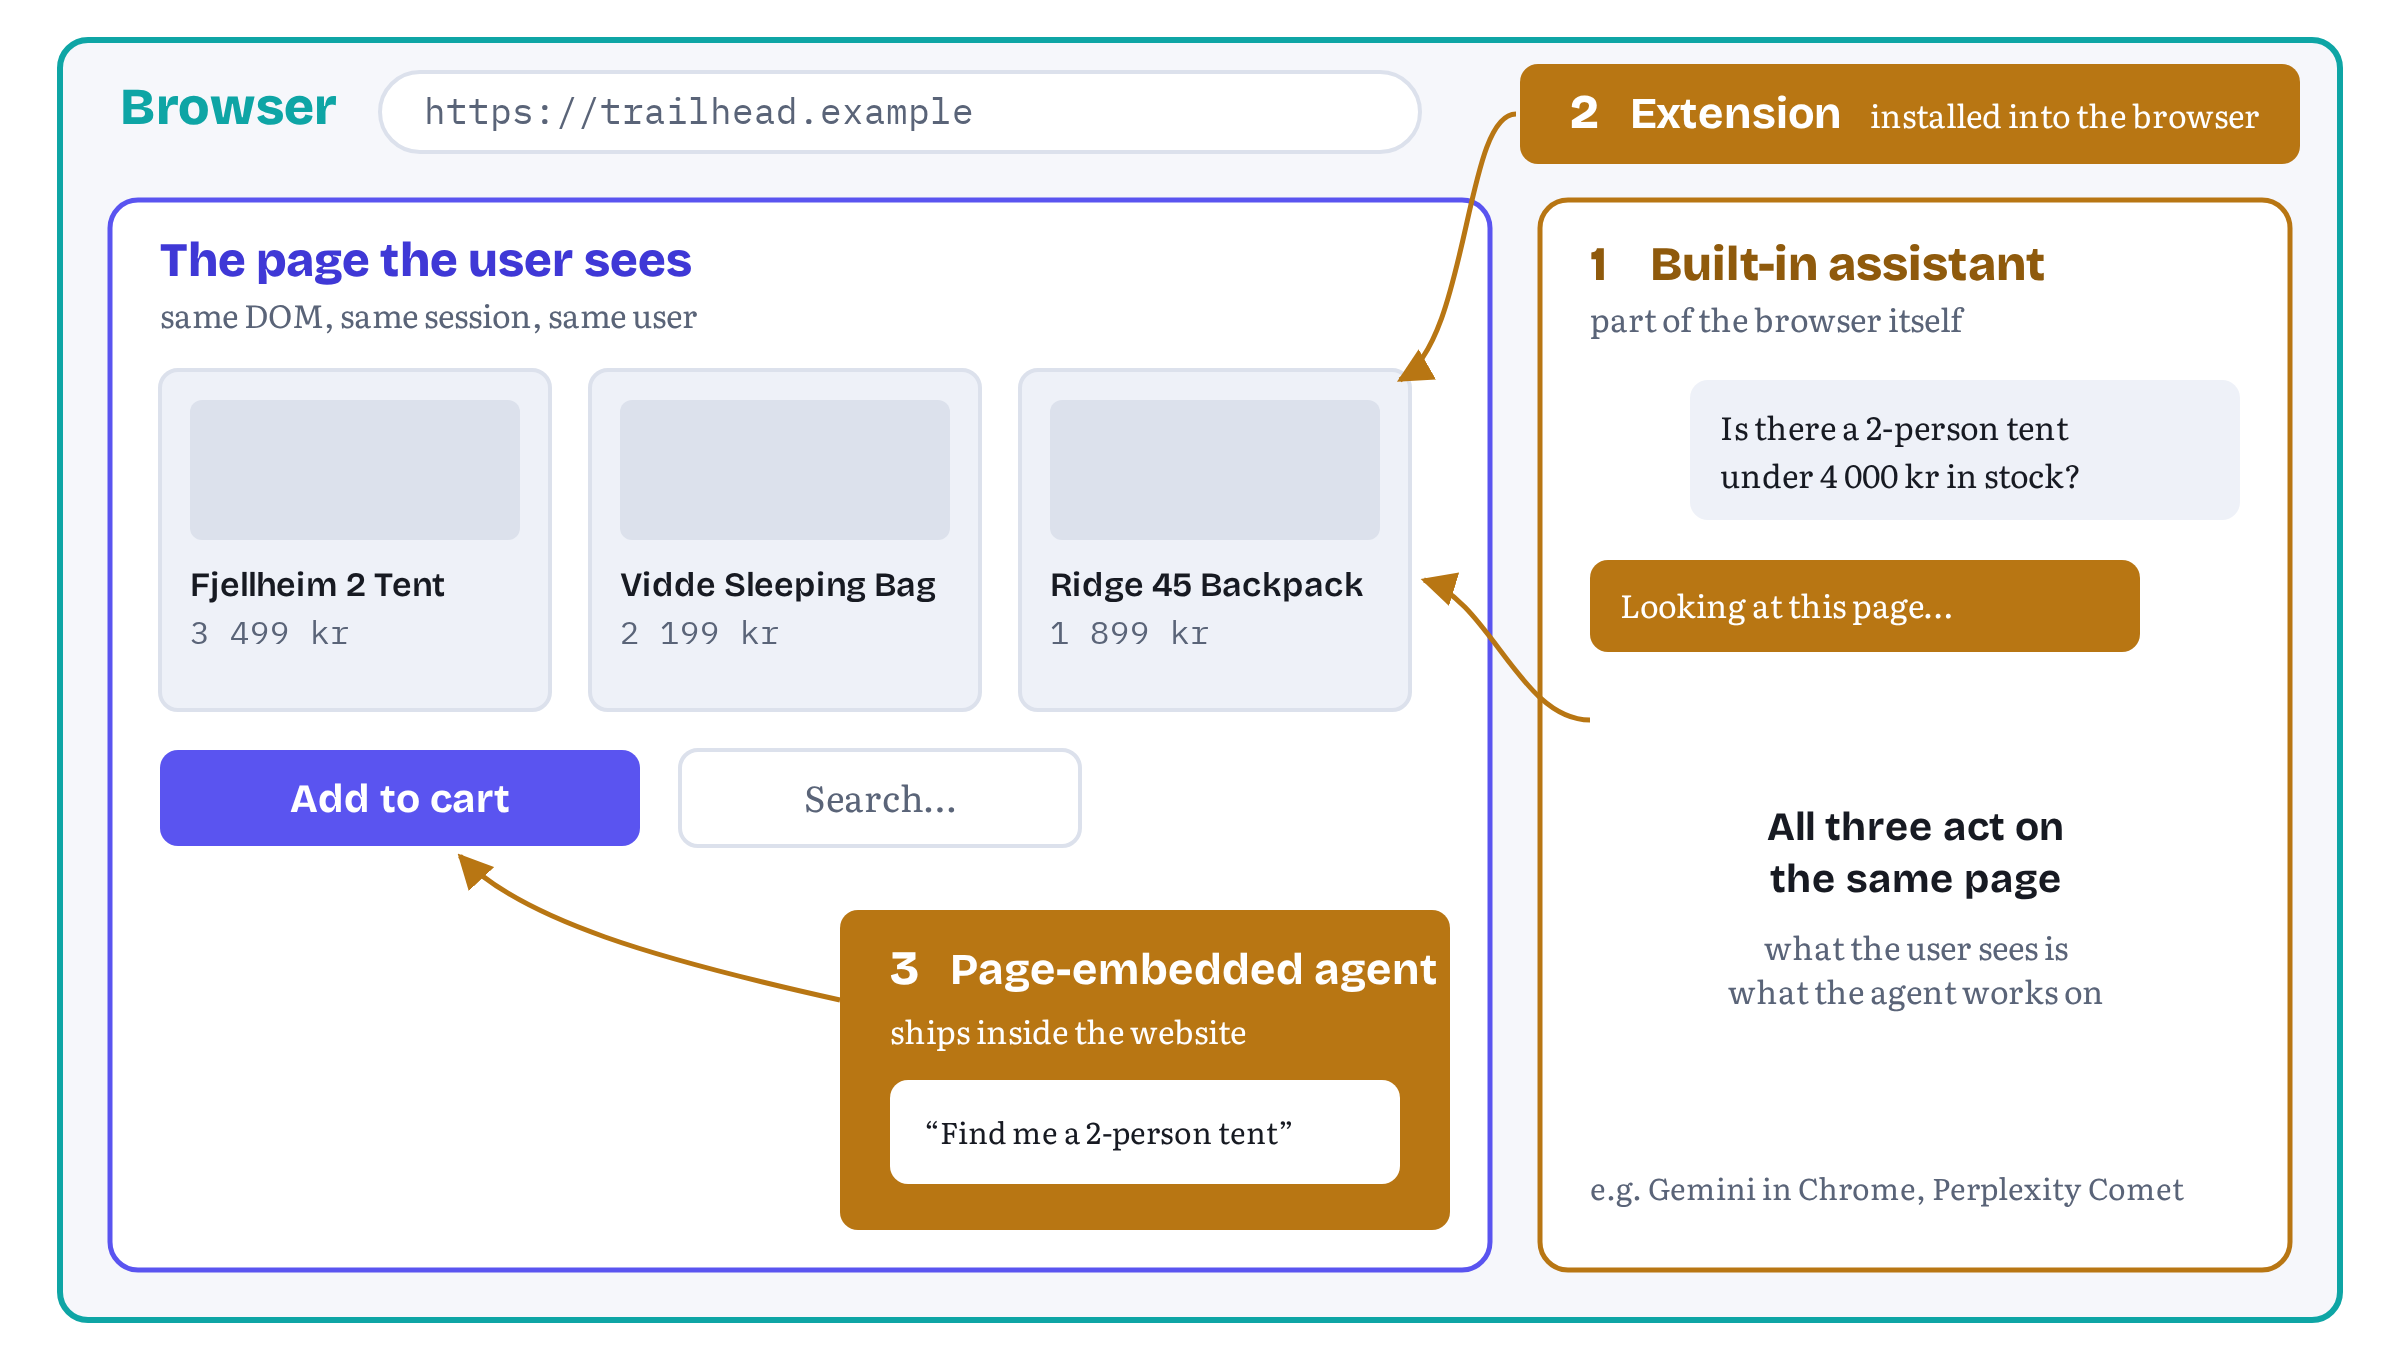 Browser
https://trailhead.example
2 Extension installed into the browser
The page the user sees
same DOM, same session, same user
Fjellheim 2 Tent
3 499 kr
Vidde Sleeping Bag
2 199 kr
Ridge 45 Backpack
1 899 kr
Add to cart
Search…
3 Page-embedded agent
ships inside the website
“Find me a 2-person tent”
1 Built-in assistant
part of the browser itself
Is there a 2-person tent
under 4 000 kr in stock?
Looking at this page…
All three act on
the same page
what the user sees is
what the agent works on
e.g. Gemini in Chrome, Perplexity Comet